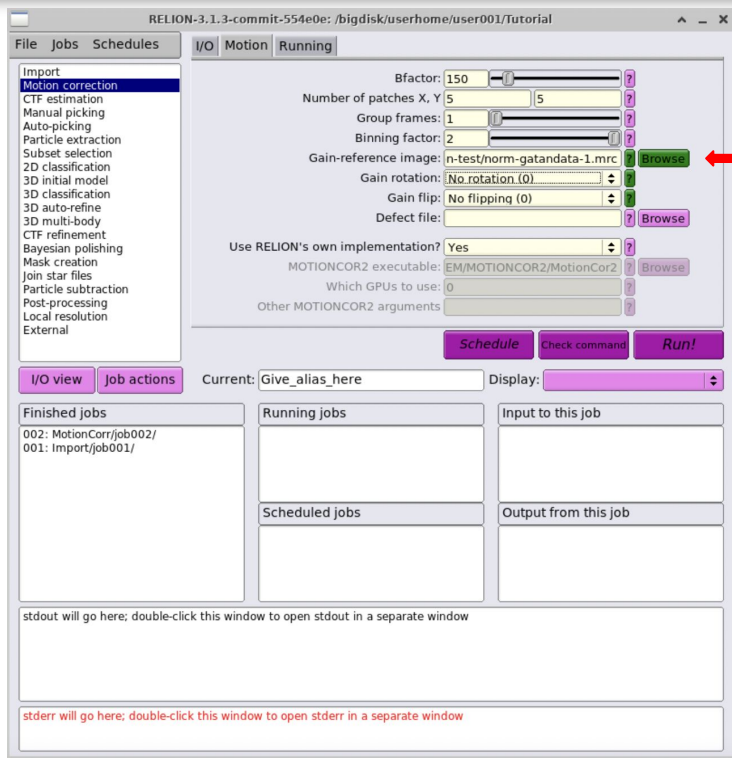 RELION-3.1.3-commit-554e0e: /bigdisk/userhome/user001/Tutorial
File Jobs Schedules
I/O Motion Running
Import
Motion correction
CTF estimation
Manual picking
Auto-picking
Particle extraction
Subset selection
2D classification
3D initial model
3D classification
3D auto-refine
3D multi-body
CTF refinement
Bayesian polishing
Mask creation
Join star files
Particle subtraction
Post-processing
Local resolution
External
Bfactor: 150 ?
Number of patches X, Y 5 5 ?
Group frames: 1 ?
Binning factor: 2 ?
Gain-reference image: n-test/norm-gatandata-1.mrc ? Browse
Gain rotation: No rotation (0) ?
Gain flip: No flipping (0) ?
Defect file: ? Browse
Use RELION's own implementation? Yes ?
MOTIONCOR2 executable: EM/MOTIONCOR2/MotionCor2 ? Browse
Which GPUs to use: 0 ?
Other MOTIONCOR2 arguments ?
Schedule Check command Run!
I/O view Job actions Current: Give_alias_here Display:
Finished jobs
002: MotionCorr/job002/
001: Import/job001/
Running jobs
Scheduled jobs
Input to this job
Output from this job
stdout will go here; double-click this window to open stdout in a separate window
stderr will go here; double-click this window to open stderr in a separate window